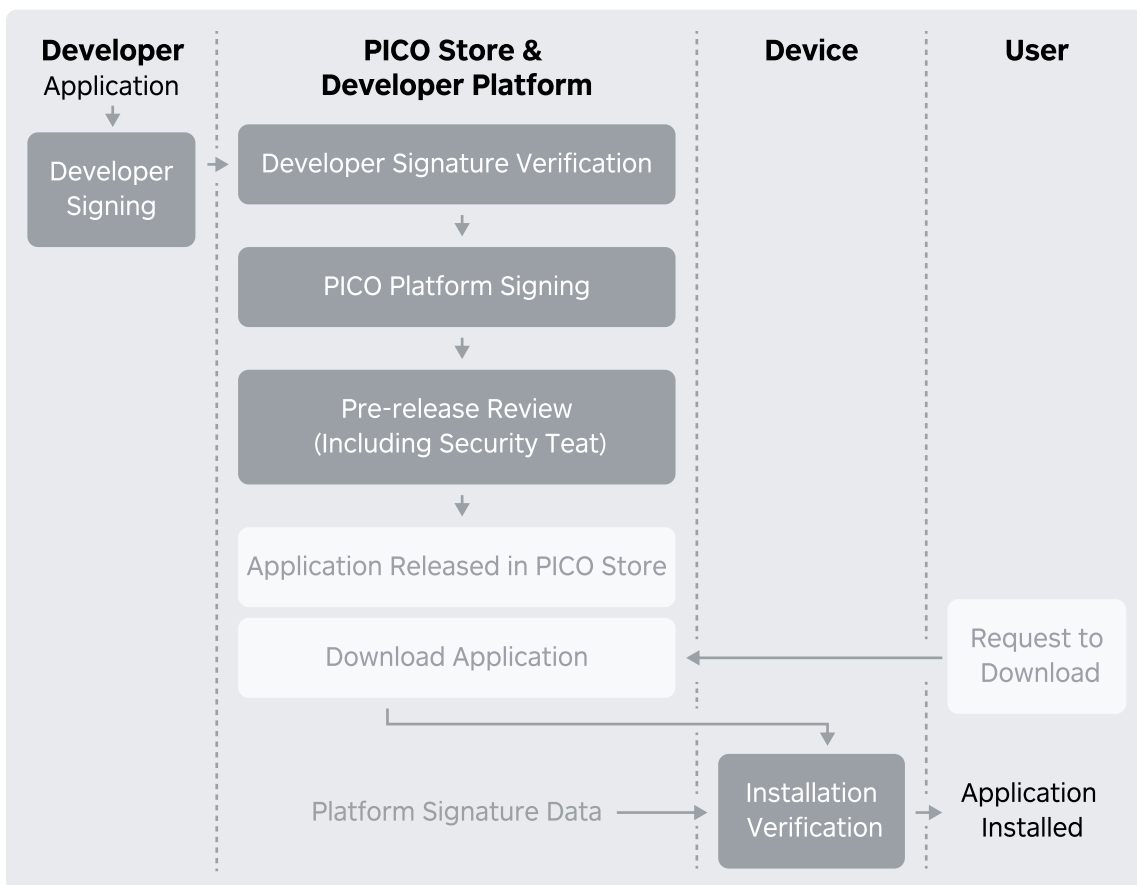 Developer
Application
Developer
Signing
PICO Store &
Developer Platform
Developer Signature Verification
PICO Platform Signing
Pre-release Review
(Including Security Teat)
Application Released in PICO Store
Download Application
Platform Signature Data
Device
Installation
Verification
User
Request to
Download
Application
Installed